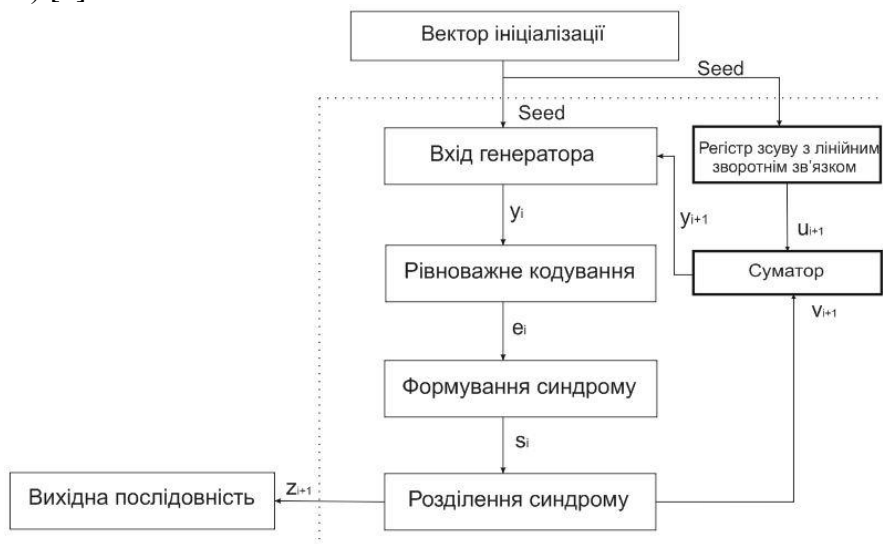 Вектор ініціалізації
Seed
Seed
Вхід генератора
Регістр зсуву з лінійним
зворотнім зв'язком
yi
yi+1
ui+1
Рівноважне кодування
Суматор
vi+1
ei
Формування синдрому
si
Вихідна послідовність
zi+1
Розділення синдрому